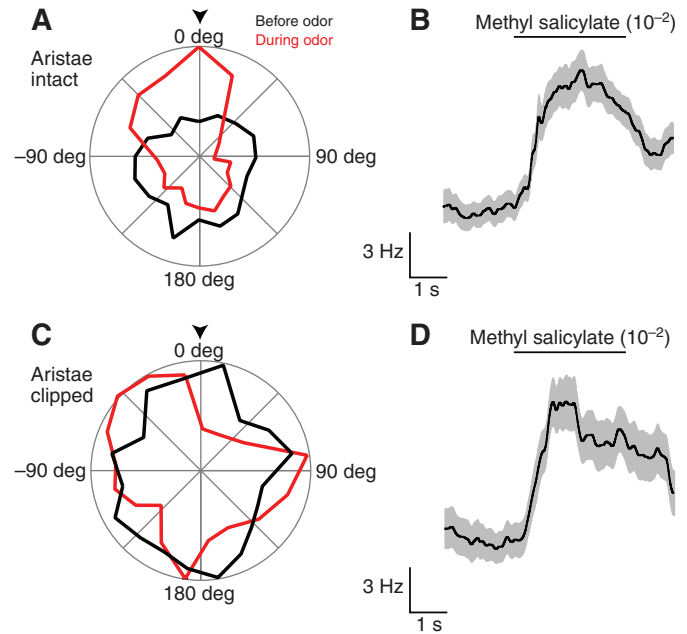 A
Aristae
intact
0 deg
Before odor
During odor
–90 deg
90 deg
180 deg
B
Methyl salicylate (10⁻²)
3 Hz
1 s
C
Aristae
clipped
0 deg
–90 deg
90 deg
180 deg
D
Methyl salicylate (10⁻²)
3 Hz
1 s